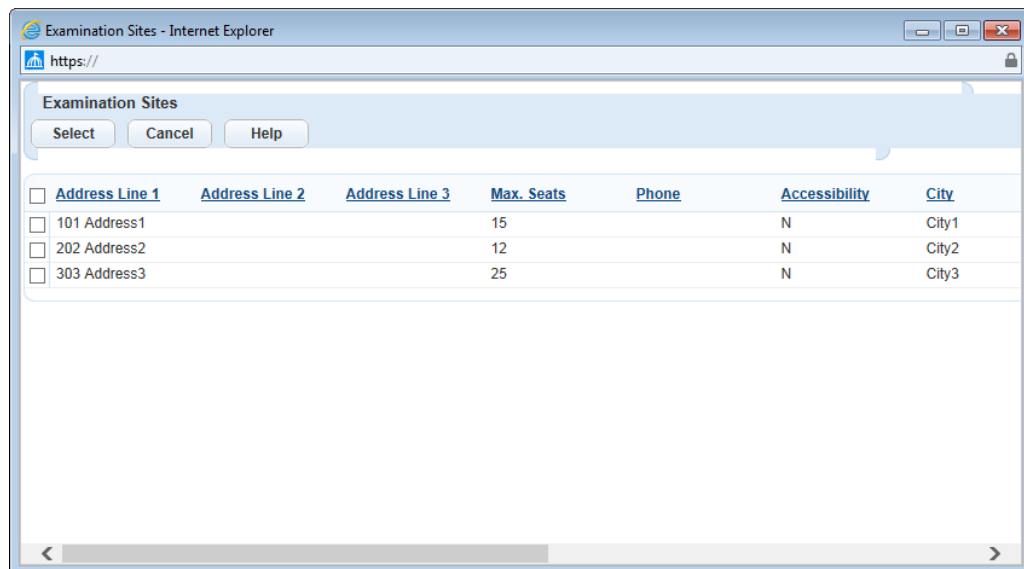 Examination Sites - Internet Explorer
https://
Examination Sites
Select Cancel Help
Address Line 1 Address Line 2 Address Line 3 Max. Seats Phone Accessibility City
101 Address1 15 N City1
202 Address2 12 N City2
303 Address3 25 N City3